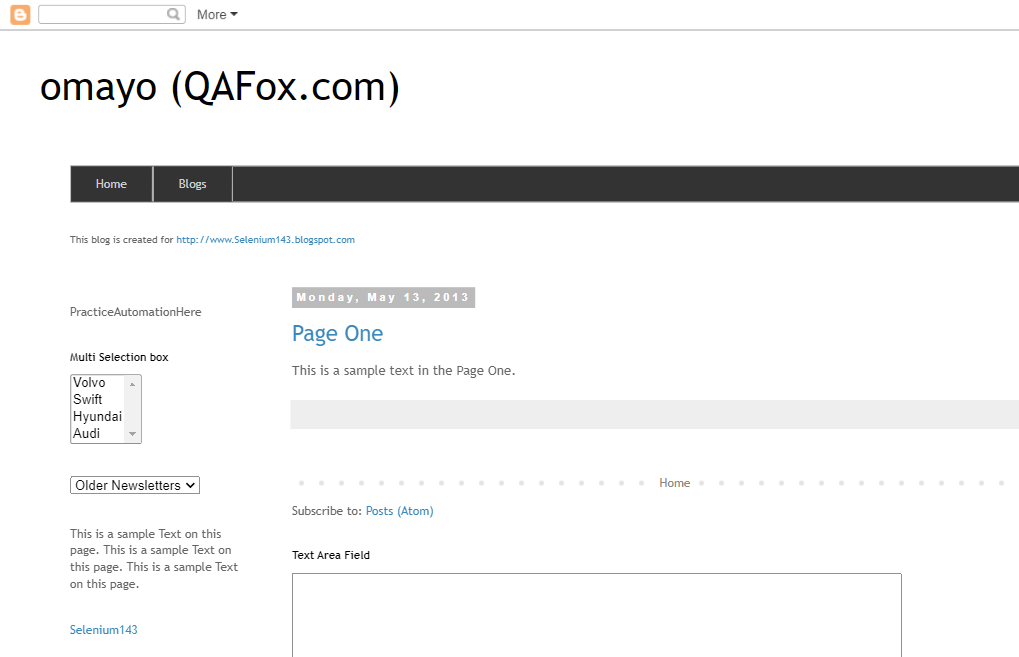 More
omayo (QAFox.com)
Home Blogs
This blog is created for http://www.Selenium143.blogspot.com
PracticeAutomationHere
Multi Selection box
Volvo
Swift
Hyundai
Audi
Older Newsletters
This is a sample Text on this
page. This is a sample Text on
this page. This is a sample Text
on this page.
Selenium143
Monday, May 13, 2013
Page One
This is a sample text in the Page One.
Home
Subscribe to: Posts (Atom)
Text Area Field